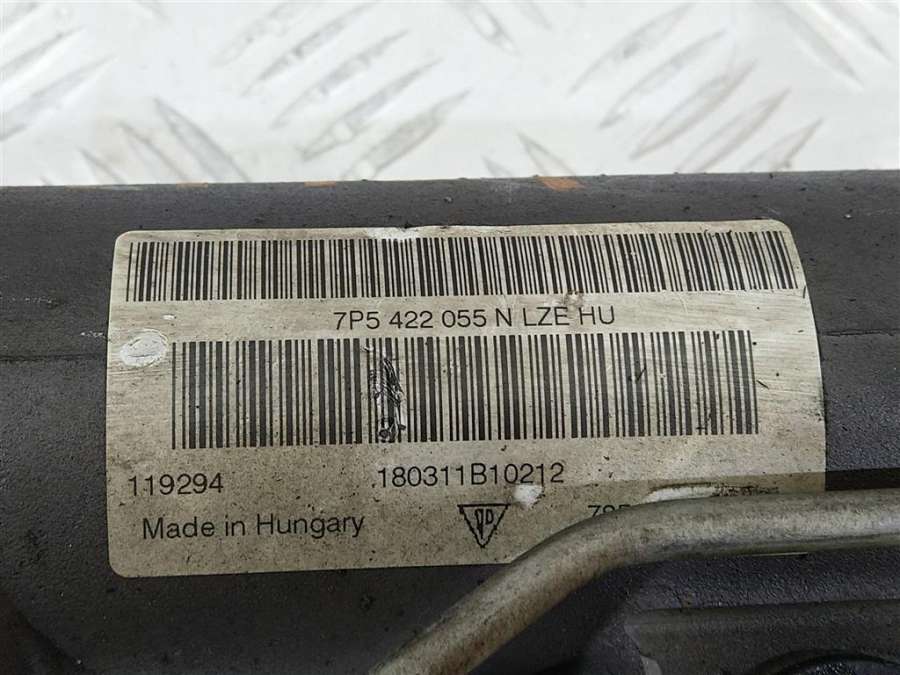 7P5 422 055 N LZE HU
119294
180311B10212
Made in Hungary